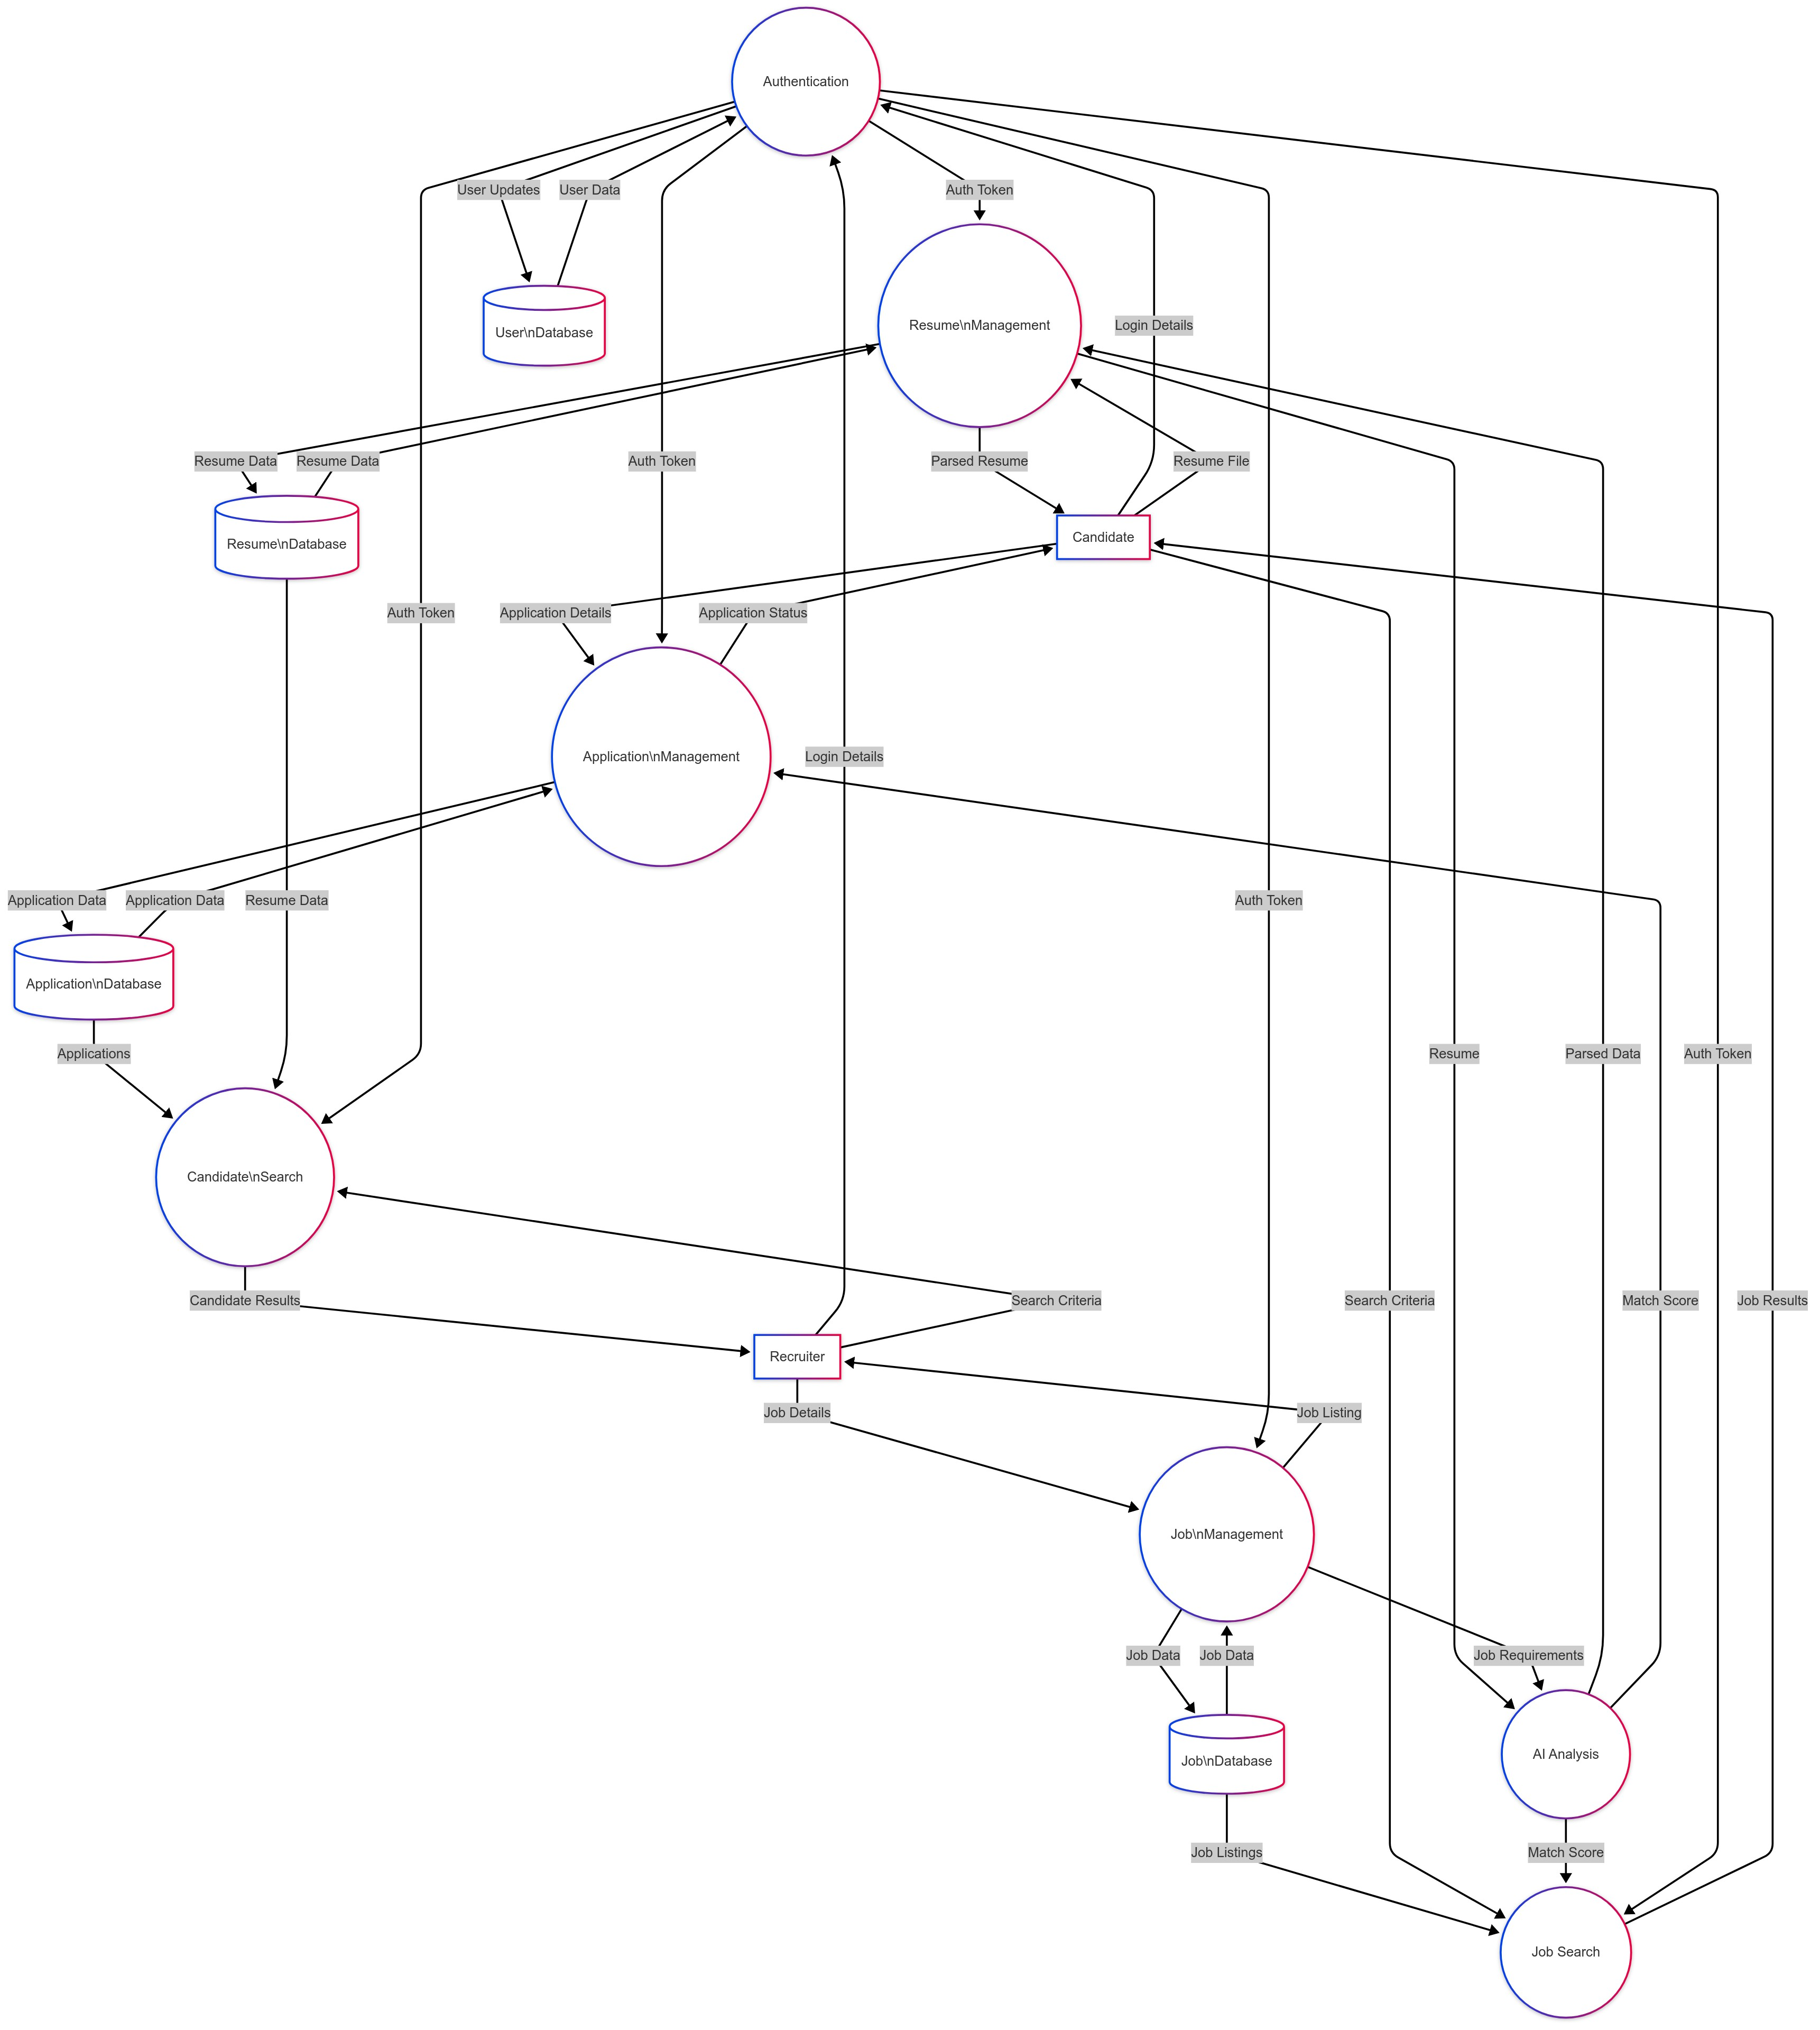 Authentication
User Updates
User Data
Auth Token
User\nDatabase
Resume\nManagement
Login Details
Resume Data
Resume Data
Auth Token
Parsed Resume
Resume File
Resume\nDatabase
Candidate
Auth Token
Application Details
Application Status
Application\nManagement
Login Details
Application Data
Application Data
Resume Data
Auth Token
Application\nDatabase
Applications
Resume
Parsed Data
Auth Token
Candidate\nSearch
Candidate Results
Search Criteria
Search Criteria
Match Score
Job Results
Recruiter
Job Details
Job Listing
Job\nManagement
Job Data
Job Data
Job Requirements
Job\nDatabase
AI Analysis
Job Listings
Match Score
Job Search